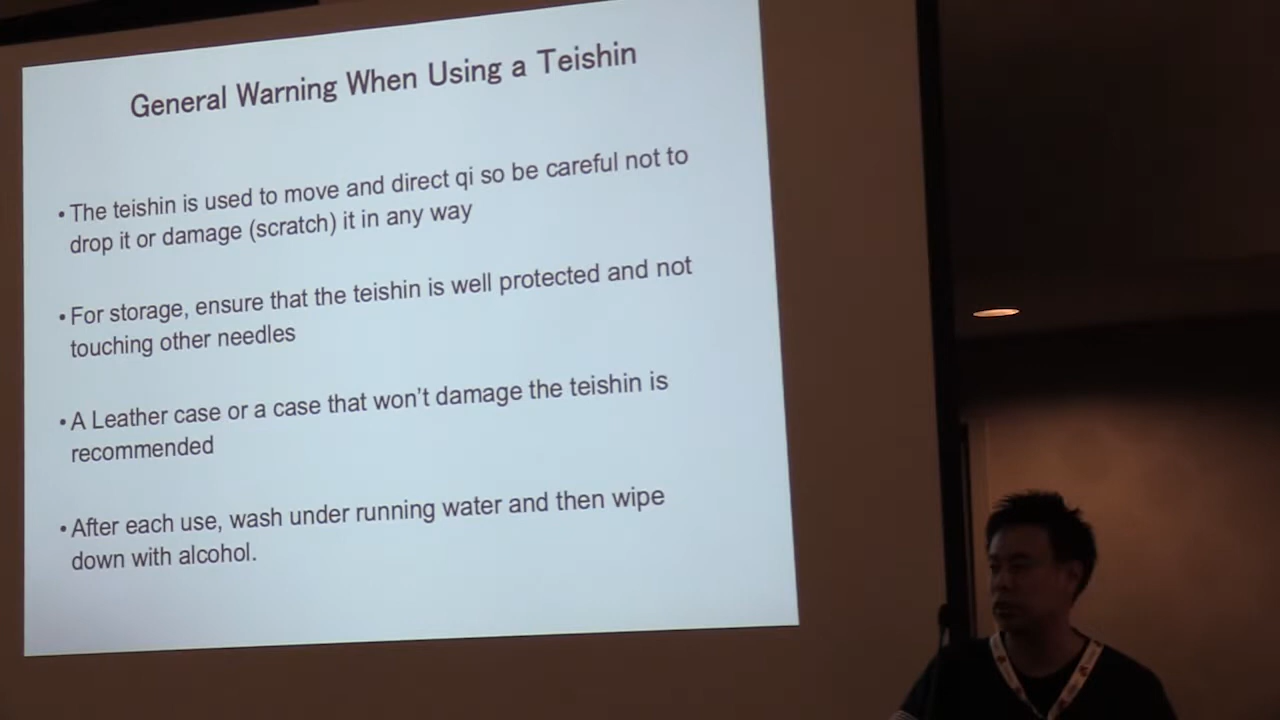 General Warning When Using a Teishin
• The teishin is used to move and direct qi so be careful not to
drop it or damage (scratch) it in any way
• For storage, ensure that the teishin is well protected and not
touching other needles
• A Leather case or a case that won't damage the teishin is
recommended
• After each use, wash under running water and then wipe
down with alcohol.